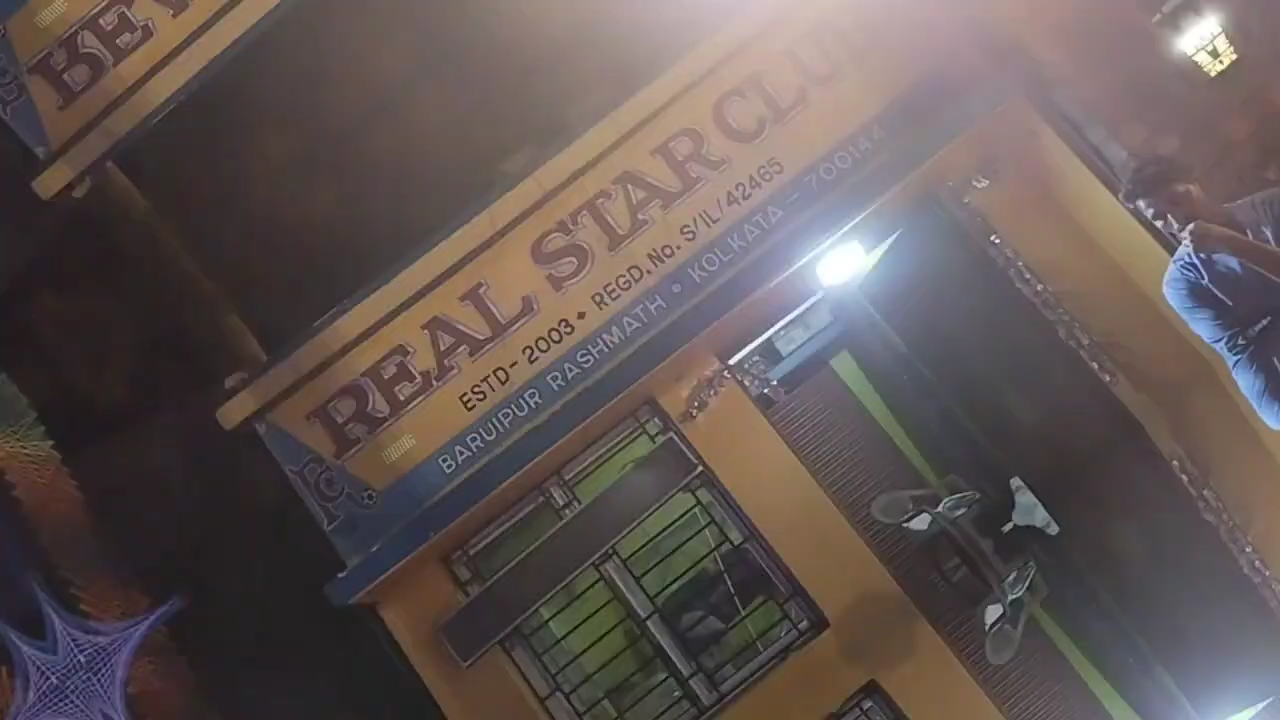 REAL STAR CLU
ESTD- 2003 • REGD. No. S/IL/42465
BARUIPUR RASHMATH • KOLKATA - 700144